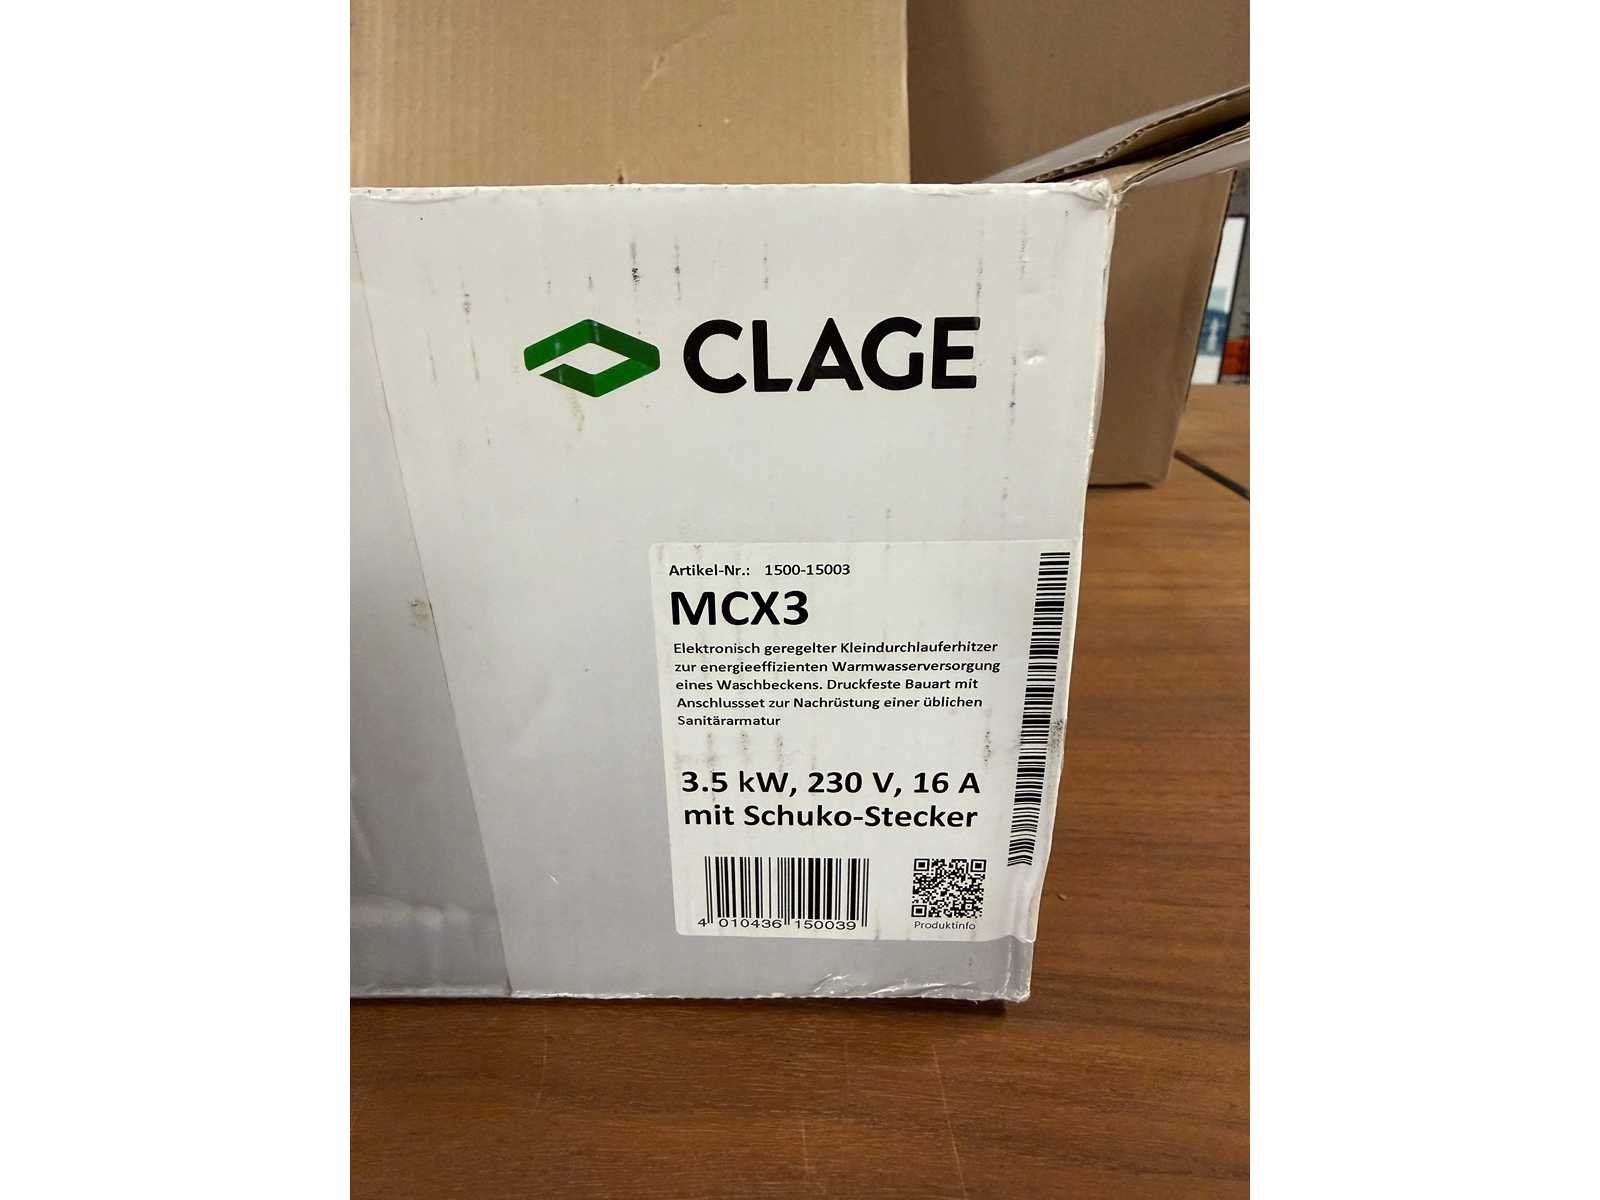 CLAGE
Artikel-Nr.: 1500-15003
MCX3
Elektronisch geregelter Kleindurchlauferhitzer
zur energieeffizienten Warmwasserversorgung
eines Waschbeckens. Druckfeste Bauart mit
Anschlussset zur Nachrüstung einer üblichen
Sanitärarmatur
3.5 kW, 230 V, 16 A
mit Schuko-Stecker
4 010436 150039
Produktinfo